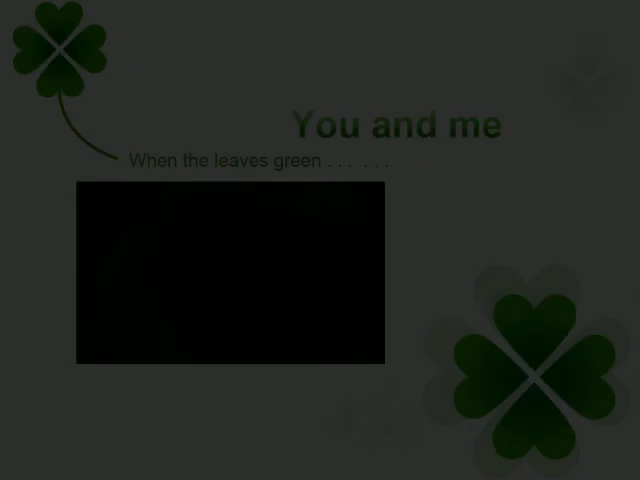 You and me
When the leaves green . . .  . . .